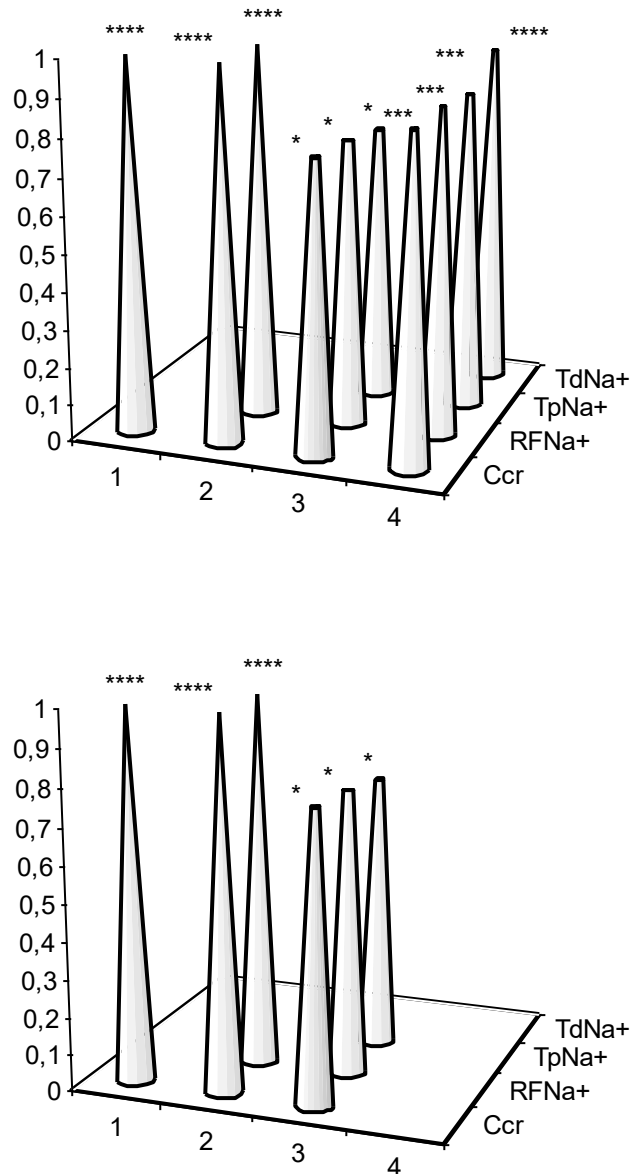 **** **** **** * * * *** *** *** ****
1
0,9
0,8
0,7
0,6
0,5
0,4
0,3
0,2
0,1
0
1 2 3 4
TdNa+
TpNa+
RFNa+
Ccr
**** **** **** * * *
1
0,9
0,8
0,7
0,6
0,5
0,4
0,3
0,2
0,1
0
1 2 3 4
TdNa+
TpNa+
RFNa+
Ccr